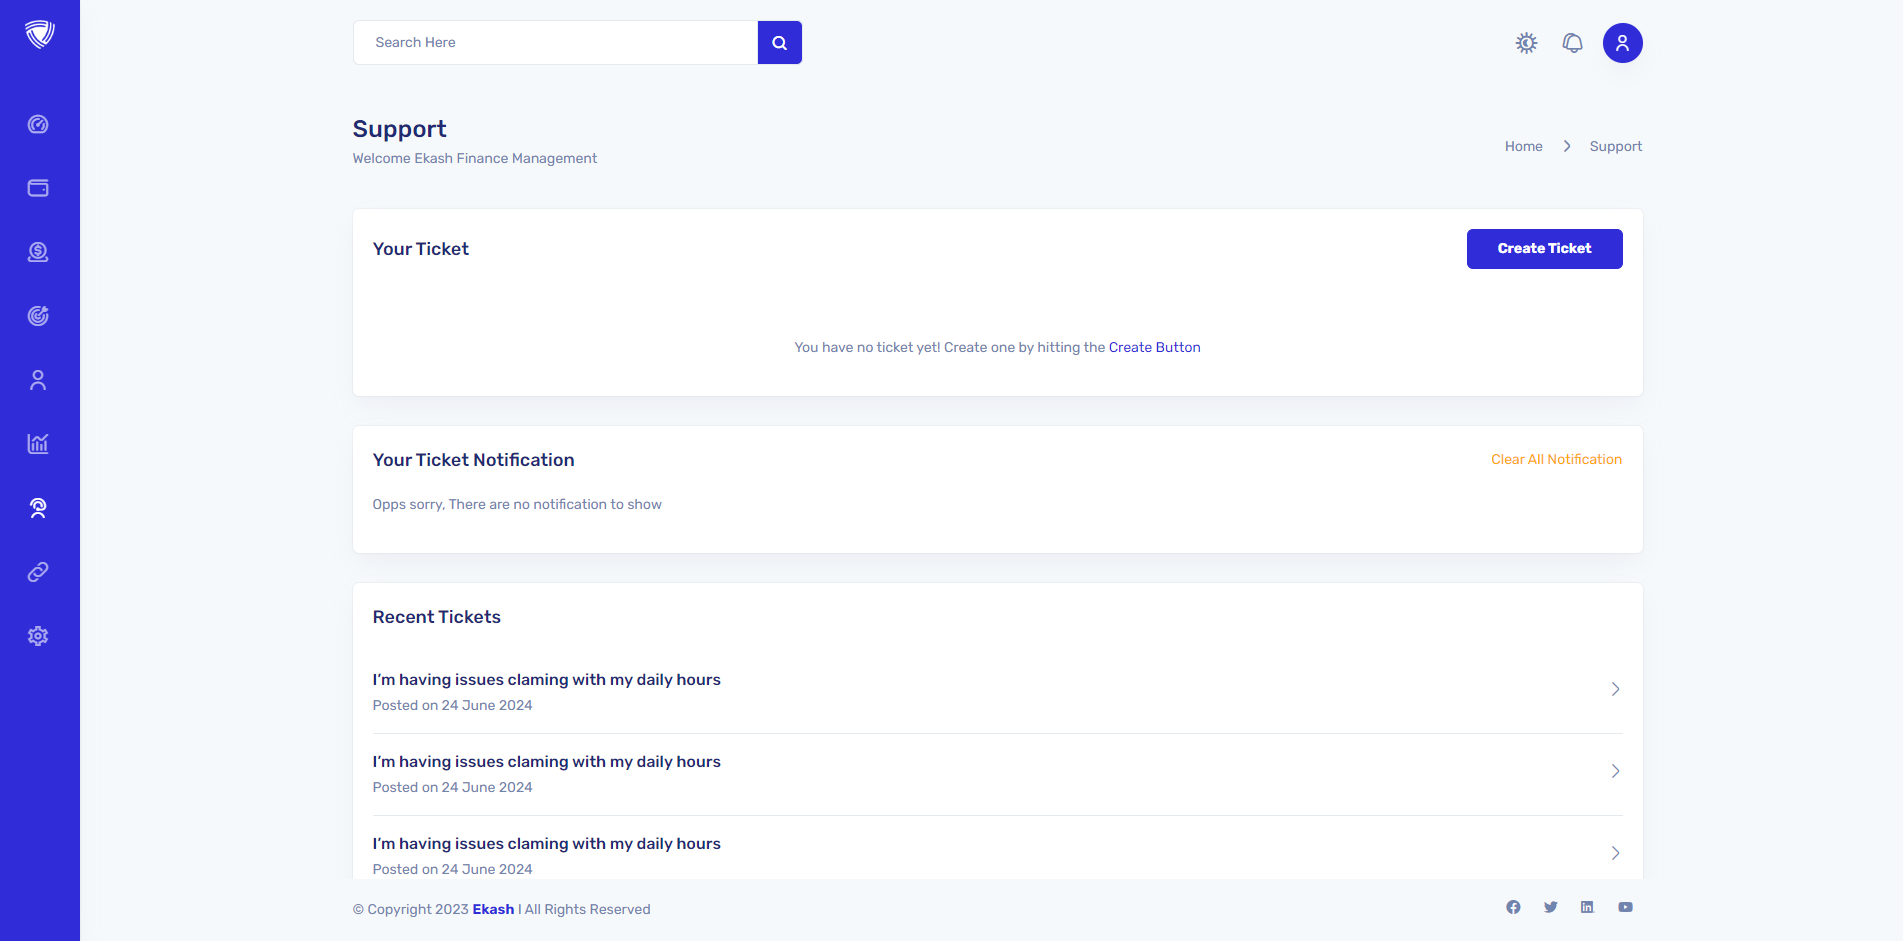 Search Here
Support
Welcome Ekash Finance Management
Home
Support
Your Ticket
Create Ticket
You have no ticket yet! Create one by hitting the Create Button
Your Ticket Notification
Clear All Notification
Opps sorry, There are no notification to show
Recent Tickets
I'm having issues claming with my daily hours
Posted on 24 June 2024
I'm having issues claming with my daily hours
Posted on 24 June 2024
I'm having issues claming with my daily hours
Posted on 24 June 2024
© Copyright 2023 Ekash I All Rights Reserved